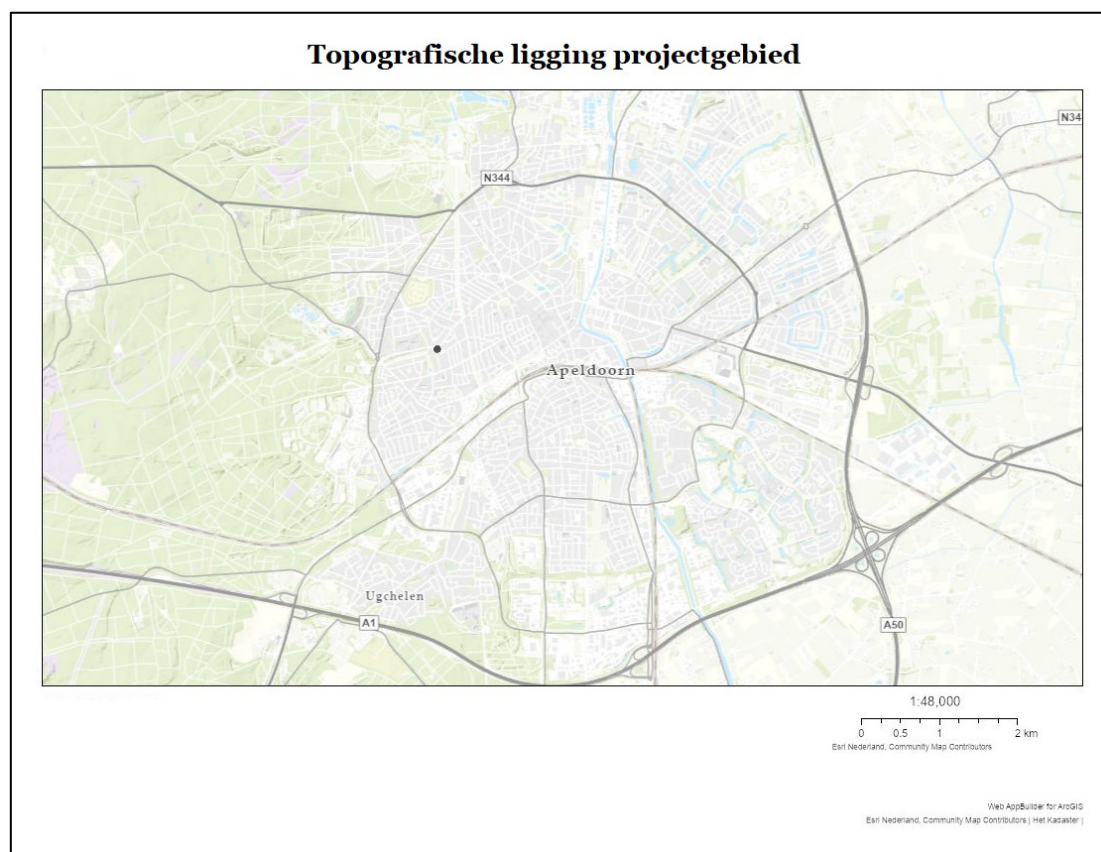 Topografische ligging projectgebied
N34
N344
Apeldoorn
Ugchelen
A1
A50
1:48,000
0 0.5 1 2 km
Esri Nederland, Community Map Contributors
Web AppBuilder for ArcGIS
Esri Nederland, Community Map Contributors | Het Kadaster |